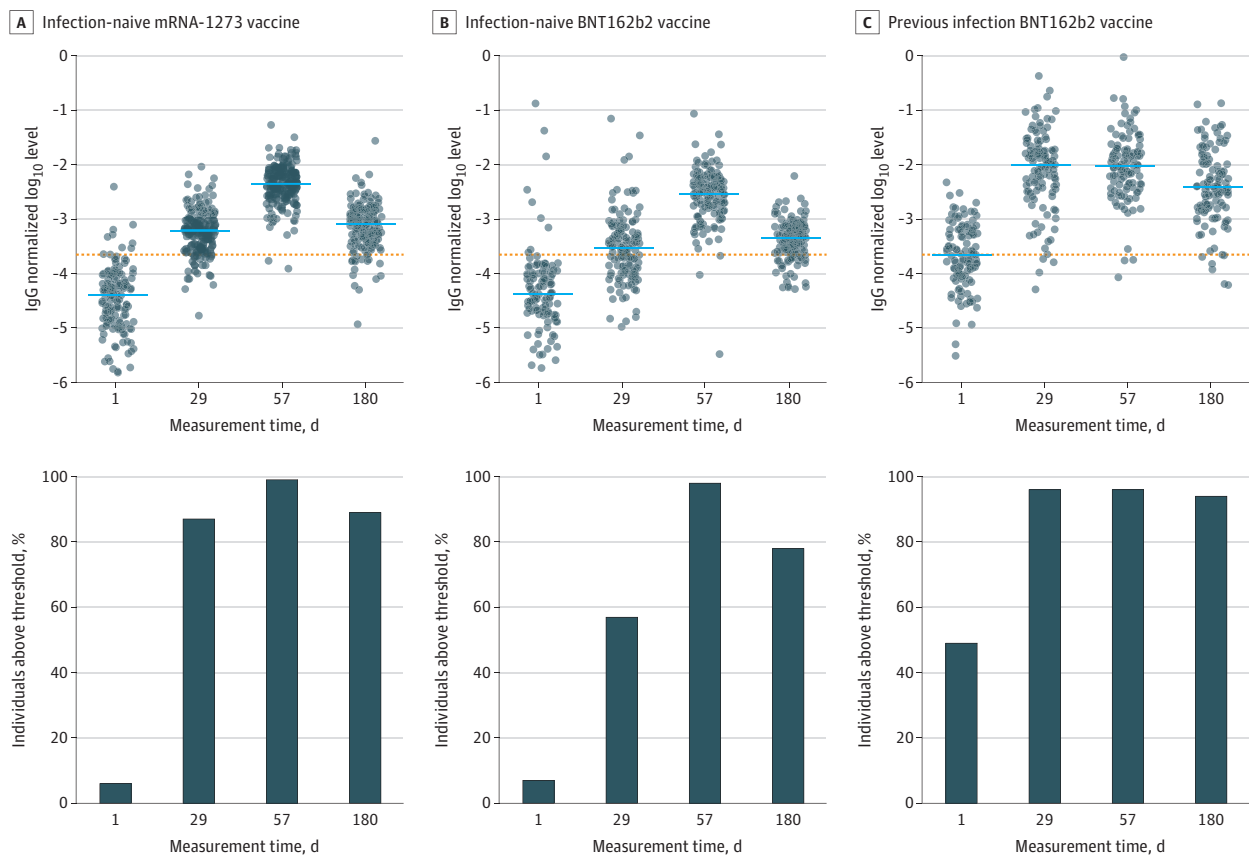 A Infection-naive mRNA-1273 vaccine
IgG normalized log10 level
0
-1
-2
-3
-4
-5
-6
1 29 57 180
Measurement time, d
Individuals above threshold, %
100
80
60
40
20
0
1 29 57 180
Measurement time, d
B Infection-naive BNT162b2 vaccine
IgG normalized log10 level
0
-1
-2
-3
-4
-5
-6
1 29 57 180
Measurement time, d
Individuals above threshold, %
100
80
60
40
20
0
1 29 57 180
Measurement time, d
C Previous infection BNT162b2 vaccine
IgG normalized log10 level
0
-1
-2
-3
-4
-5
-6
1 29 57 180
Measurement time, d
Individuals above threshold, %
100
80
60
40
20
0
1 29 57 180
Measurement time, d